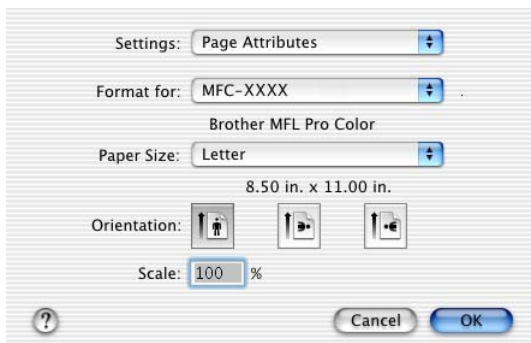 Settings: Page Attributes
Format for: MFC-XXXX
Brother MFL Pro Color
Paper Size: Letter
8.50 in. x 11.00 in.
Orientation:
Scale: 100 %
? Cancel OK